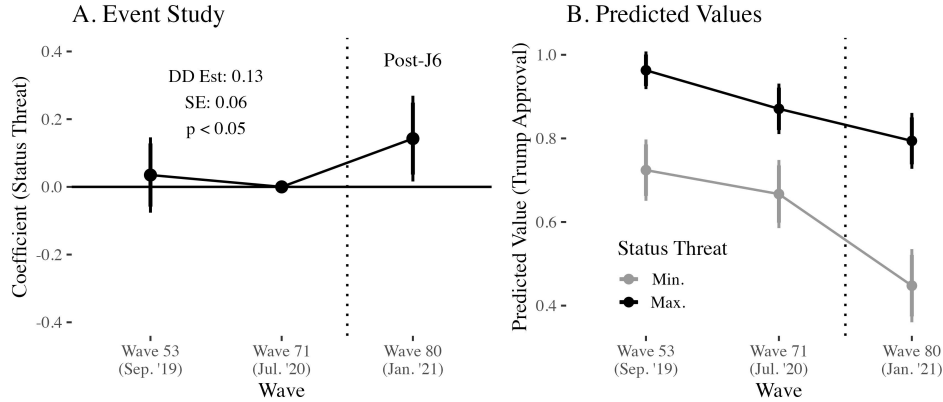 A. Event Study
Coefficient (Status Threat)
0.4
0.2
0.0
-0.2
-0.4
DD Est: 0.13
SE: 0.06
p < 0.05
Post-J6
Wave 53
(Sep. '19)
Wave 71
(Jul. '20)
Wave 80
(Jan. '21)
Wave
B. Predicted Values
Predicted Value (Trump Approval)
1.0
0.8
0.6
0.4
Status Threat
Min.
Max.
Wave 53
(Sep. '19)
Wave 71
(Jul. '20)
Wave 80
(Jan. '21)
Wave